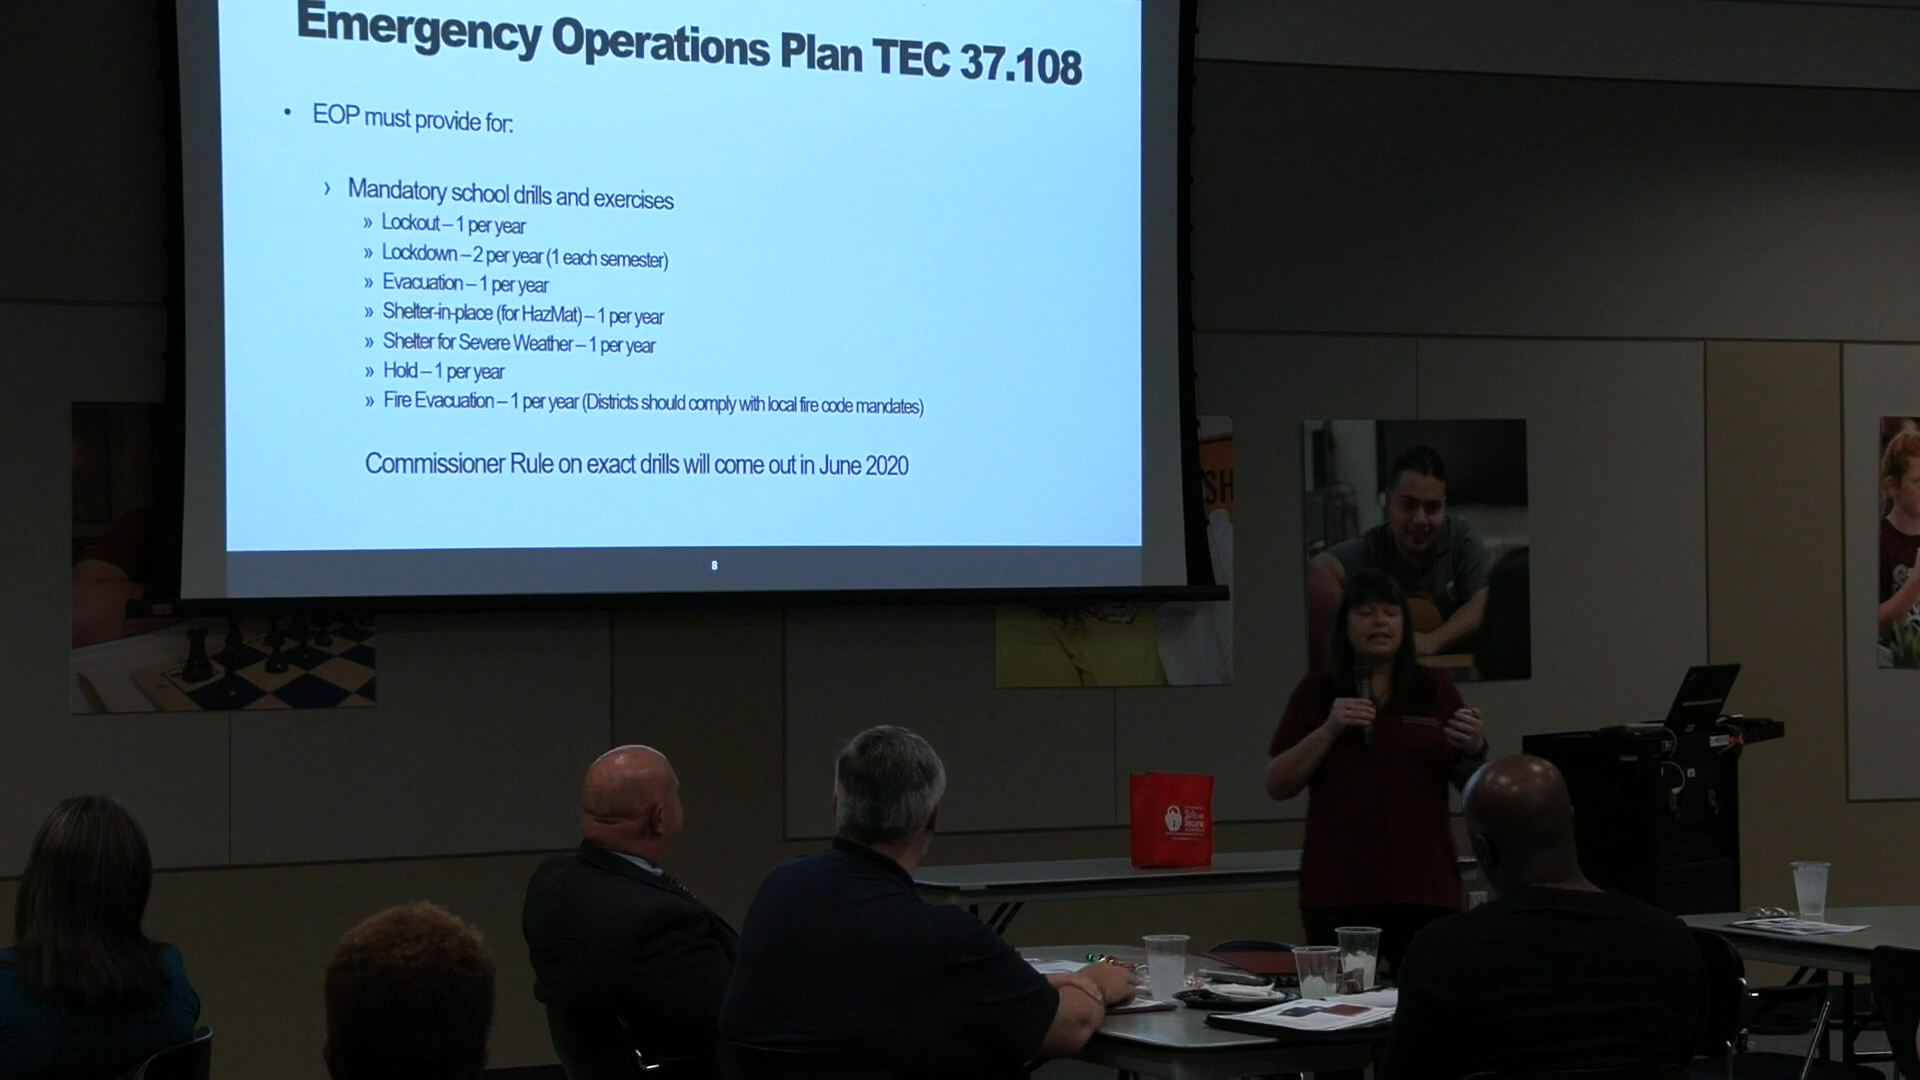 Emergency Operations Plan TEC 37.108
• EOP must provide for:
› Mandatory school drills and exercises
» Lockout – 1 per year
» Lockdown – 2 per year (1 each semester)
» Evacuation – 1 per year
» Shelter-in-place (for HazMat) – 1 per year
» Shelter for Severe Weather – 1 per year
» Hold – 1 per year
» Fire Evacuation – 1 per year (Districts should comply with local fire code mandates)
Commissioner Rule on exact drills will come out in June 2020
8
SH
Safe
Secure